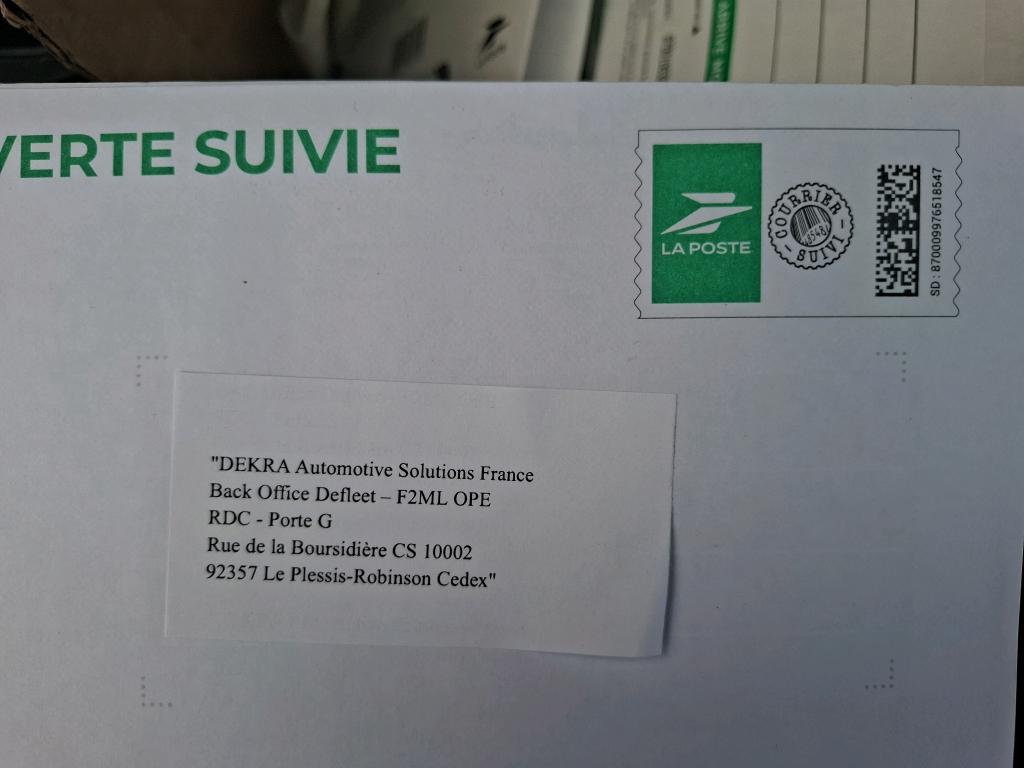 VERTE SUIVIE
LA POSTE
COURRIER
SUIVI
SD : 870009976518547
"DEKRA Automotive Solutions France
Back Office Defleet – F2ML OPE
RDC - Porte G
Rue de la Boursidière CS 10002
92357 Le Plessis-Robinson Cedex"